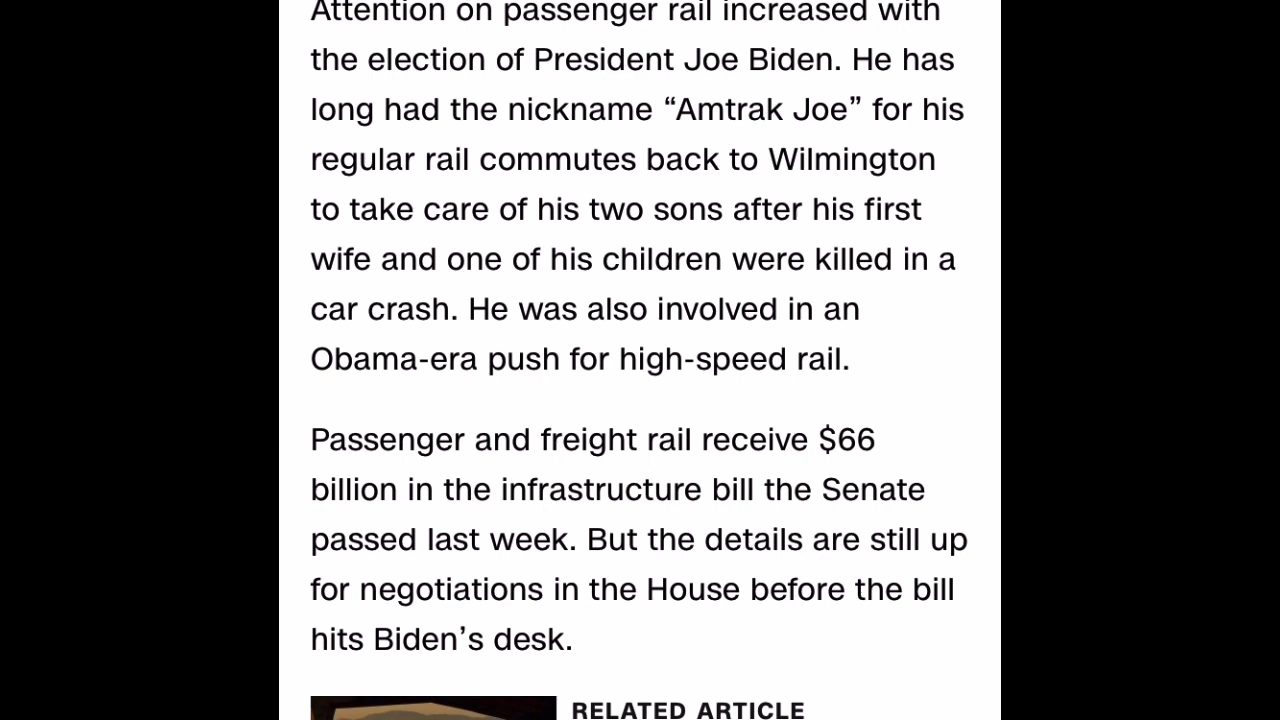 Attention on passenger rail increased with
the election of President Joe Biden. He has
long had the nickname “Amtrak Joe” for his
regular rail commutes back to Wilmington
to take care of his two sons after his first
wife and one of his children were killed in a
car crash. He was also involved in an
Obama-era push for high-speed rail.
Passenger and freight rail receive $66
billion in the infrastructure bill the Senate
passed last week. But the details are still up
for negotiations in the House before the bill
hits Biden’s desk.
RELATED ARTICLE